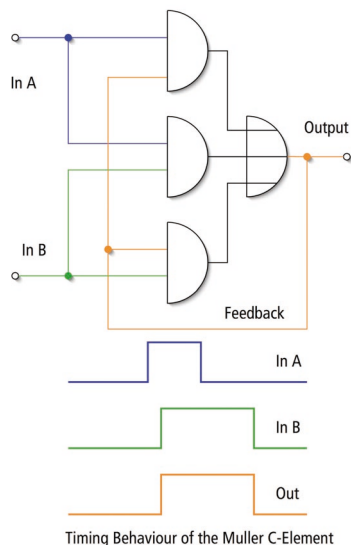 In A
Output
In B
Feedback
In A
In B
Out
Timing Behaviour of the Muller C-Element